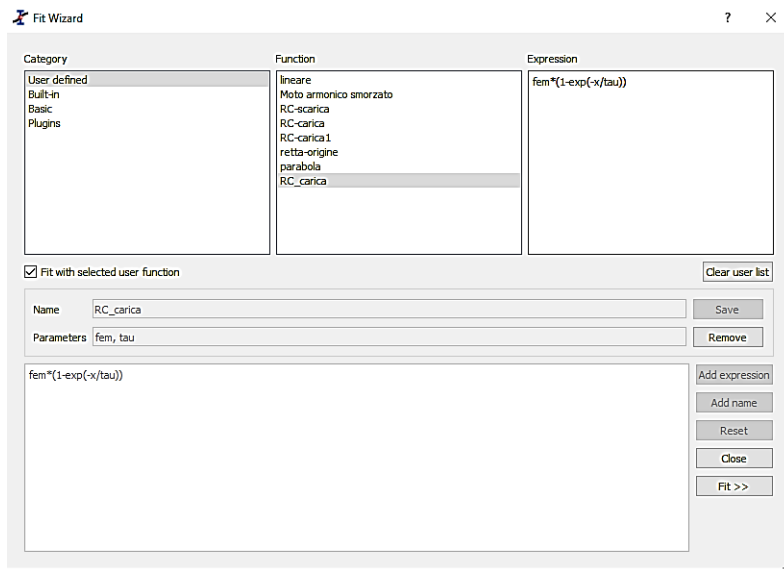 Fit Wizard
? ×
Category
User defined
Built-in
Basic
Plugins
Function
lineare
Moto armonico smorzato
RC-scarica
RC-carica
RC-carica1
retta-origine
parabola
RC_carica
Expression
fem*(1-exp(-x/tau))
Fit with selected user function
Clear user list
Name RC_carica Save
Parameters fem, tau Remove
fem*(1-exp(-x/tau))
Add expression
Add name
Reset
Close
Fit >>